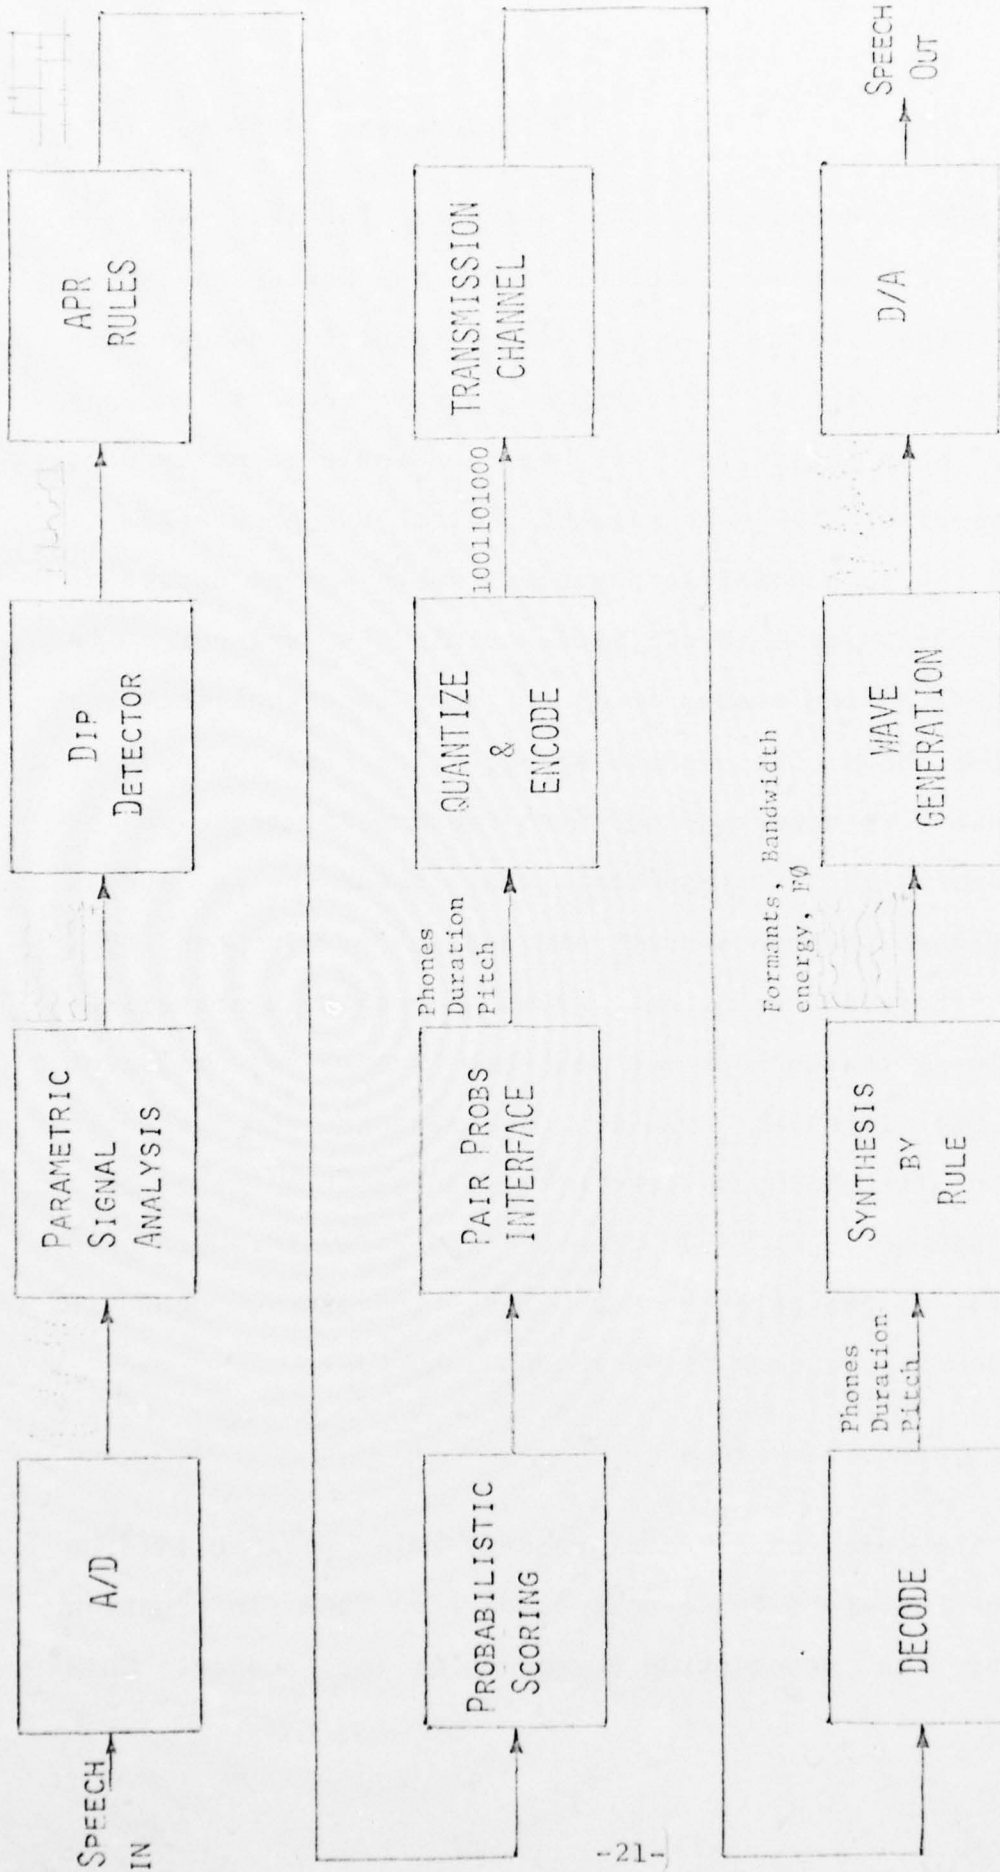 SPEECH
IN
A/D
PARAMETRIC
SIGNAL
ANALYSIS
DIP
DETECTOR
APR
RULES
PROBABILISTIC
SCORING
PAIR PROBS
INTERFACE
Phones
Duration
Pitch
QUANTIZE
&
ENCODE
1001101000
TRANSMISSION
CHANNEL
DECODE
Phones
Duration
Pitch
SYNTHESIS
BY
RULE
Formants, Bandwidth
energy, FØ
WAVE
GENERATION
D/A
SPEECH
OUT
-21-